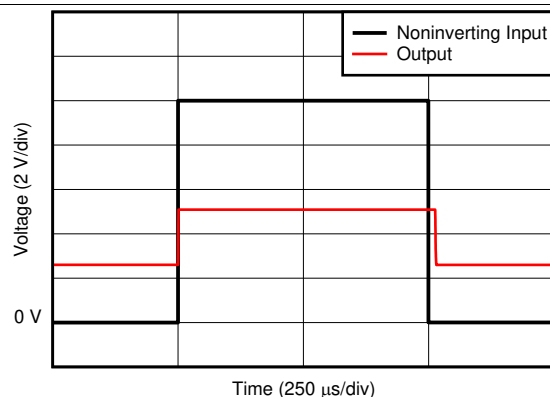 Noninverting Input
Output
Voltage (2 V/div)
0 V
Time (250 μs/div)